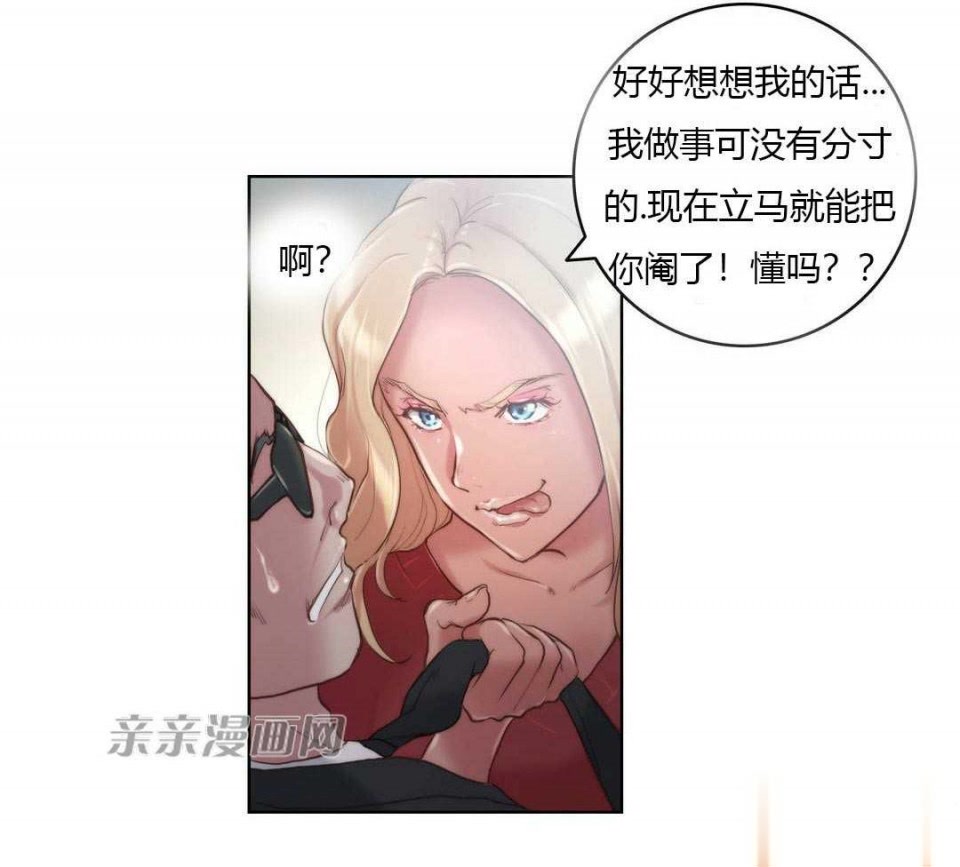 好好想想我的话...
我做事可没有分寸
的.现在立马就能把
你阉了！懂吗？？
啊？
亲亲漫画网